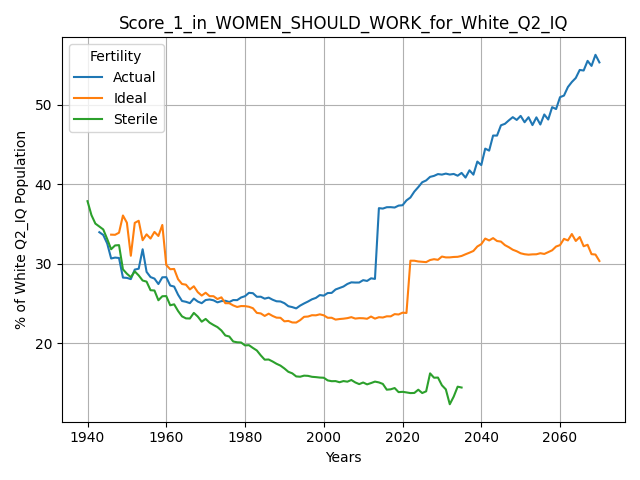 Score_1_in_WOMEN_SHOULD_WORK_for_White_Q2_IQ
Fertility
Actual
Ideal
Sterile
% of White Q2_IQ Population
50
40
30
20
1940 1960 1980 2000 2020 2040 2060
Years